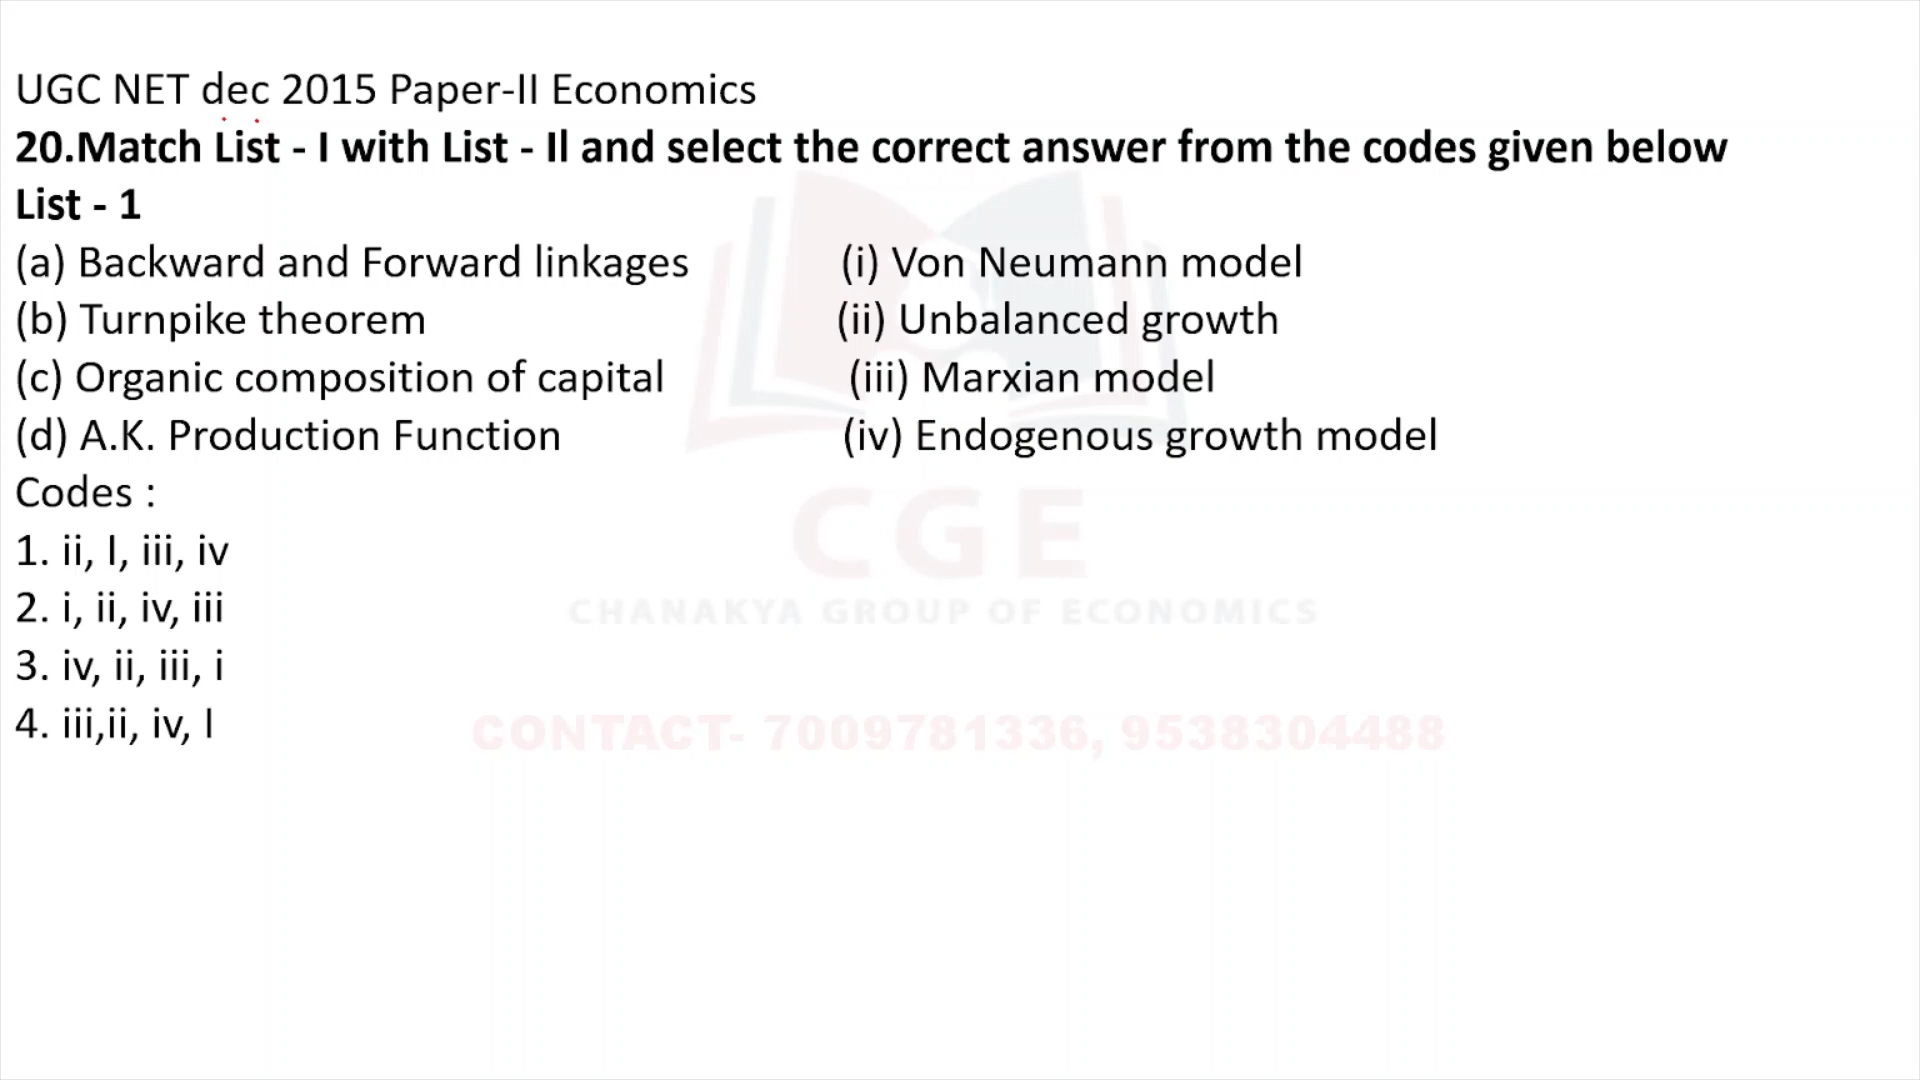 UGC NET dec 2015 Paper-II Economics
20.Match List - I with List - Il and select the correct answer from the codes given below
List - 1
(a) Backward and Forward linkages (i) Von Neumann model
(b) Turnpike theorem (ii) Unbalanced growth
(c) Organic composition of capital (iii) Marxian model
(d) A.K. Production Function (iv) Endogenous growth model
Codes :
1. ii, I, iii, iv
2. i, ii, iv, iii
3. iv, ii, iii, i
4. iii,ii, iv, I
CGE
CHANAKYA GROUP OF ECONOMICS
CONTACT- 7009781336, 9538304488